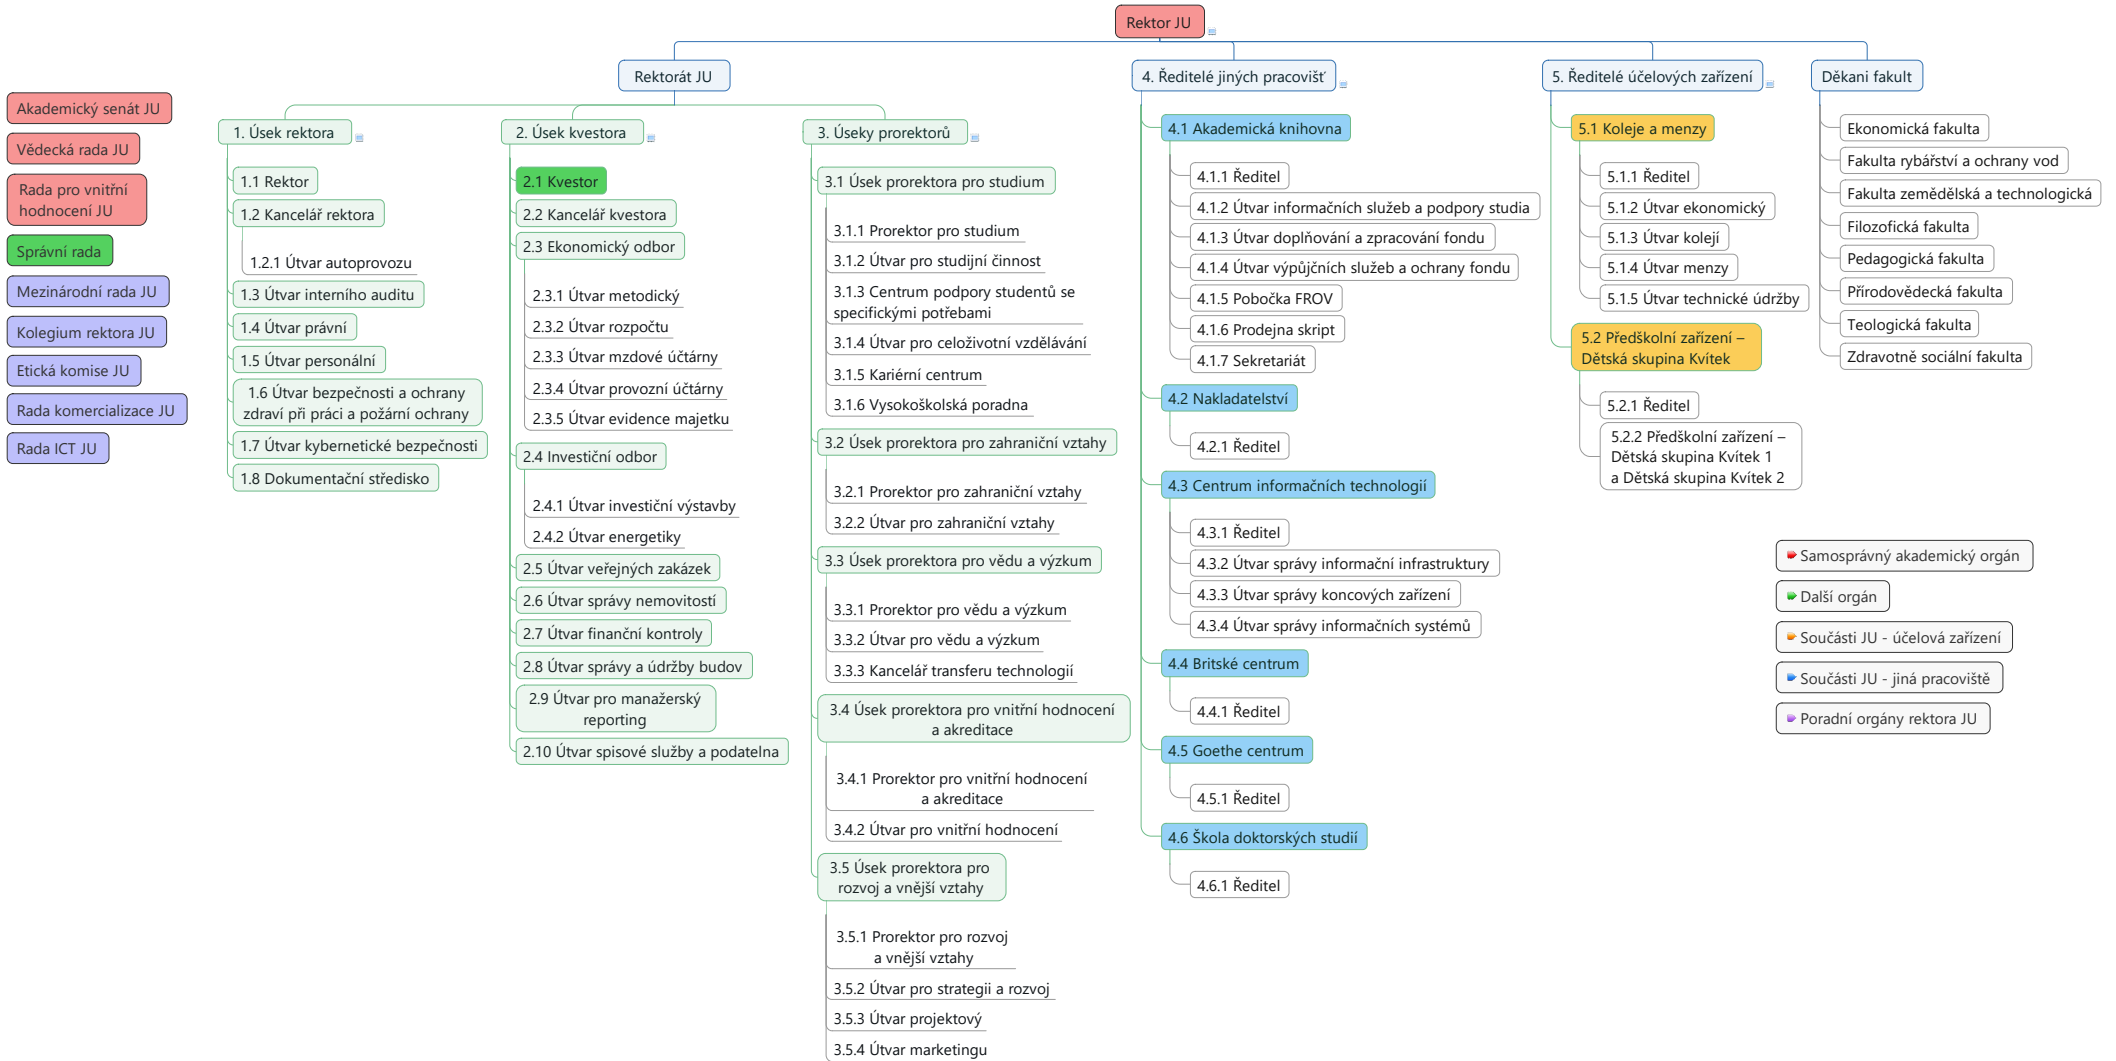 Rektor JU
Rektorát JU
4. Ředitelé jiných pracovišť
5. Ředitelé účelových zařízení
Děkani fakult
Akademický senát JU
Vědecká rada JU
Rada pro vnitřní
hodnocení JU
Správní rada
Mezinárodní rada JU
Kolegium rektora JU
Etická komise JU
Rada komercializace JU
Rada ICT JU
1. Úsek rektora
1.1 Rektor
1.2 Kancelář rektora
1.2.1 Útvar autoprovozu
1.3 Útvar interního auditu
1.4 Útvar právní
1.5 Útvar personální
1.6 Útvar bezpečnosti a ochrany
zdraví při práci a požární ochrany
1.7 Útvar kybernetické bezpečnosti
1.8 Dokumentační středisko
2. Úsek kvestora
2.1 Kvestor
2.2 Kancelář kvestora
2.3 Ekonomický odbor
2.3.1 Útvar metodický
2.3.2 Útvar rozpočtu
2.3.3 Útvar mzdové účtárny
2.3.4 Útvar provozní účtárny
2.3.5 Útvar evidence majetku
2.4 Investiční odbor
2.4.1 Útvar investiční výstavby
2.4.2 Útvar energetiky
2.5 Útvar veřejných zakázek
2.6 Útvar správy nemovitostí
2.7 Útvar finanční kontroly
2.8 Útvar správy a údržby budov
2.9 Útvar pro manažerský
reporting
2.10 Útvar spisové služby a podatelna
3. Úseky prorektorů
3.1 Úsek prorektora pro studium
3.1.1 Prorektor pro studium
3.1.2 Útvar pro studijní činnost
3.1.3 Centrum podpory studentů se
specifickými potřebami
3.1.4 Útvar pro celoživotní vzdělávání
3.1.5 Kariérní centrum
3.1.6 Vysokoškolská poradna
3.2 Úsek prorektora pro zahraniční vztahy
3.2.1 Prorektor pro zahraniční vztahy
3.2.2 Útvar pro zahraniční vztahy
3.3 Úsek prorektora pro vědu a výzkum
3.3.1 Prorektor pro vědu a výzkum
3.3.2 Útvar pro vědu a výzkum
3.3.3 Kancelář transferu technologií
3.4 Úsek prorektora pro vnitřní hodnocení
a akreditace
3.4.1 Prorektor pro vnitřní hodnocení
a akreditace
3.4.2 Útvar pro vnitřní hodnocení
3.5 Úsek prorektora pro
rozvoj a vnější vztahy
3.5.1 Prorektor pro rozvoj
a vnější vztahy
3.5.2 Útvar pro strategii a rozvoj
3.5.3 Útvar projektový
3.5.4 Útvar marketingu
4.1 Akademická knihovna
4.1.1 Ředitel
4.1.2 Útvar informačních služeb a podpory studia
4.1.3 Útvar doplňování a zpracování fondu
4.1.4 Útvar výpůjčních služeb a ochrany fondu
4.1.5 Pobočka FROV
4.1.6 Prodejna skript
4.1.7 Sekretariát
4.2 Nakladatelství
4.2.1 Ředitel
4.3 Centrum informačních technologií
4.3.1 Ředitel
4.3.2 Útvar správy informační infrastruktury
4.3.3 Útvar správy koncových zařízení
4.3.4 Útvar správy informačních systémů
4.4 Britské centrum
4.4.1 Ředitel
4.5 Goethe centrum
4.5.1 Ředitel
4.6 Škola doktorských studií
4.6.1 Ředitel
5.1 Koleje a menzy
5.1.1 Ředitel
5.1.2 Útvar ekonomický
5.1.3 Útvar kolejí
5.1.4 Útvar menzy
5.1.5 Útvar technické údržby
5.2 Předškolní zařízení –
Dětská skupina Kvítek
5.2.1 Ředitel
5.2.2 Předškolní zařízení –
Dětská skupina Kvítek 1
a Dětská skupina Kvítek 2
Ekonomická fakulta
Fakulta rybářství a ochrany vod
Fakulta zemědělská a technologická
Filozofická fakulta
Pedagogická fakulta
Přírodovědecká fakulta
Teologická fakulta
Zdravotně sociální fakulta
Samosprávný akademický orgán
Další orgán
Součásti JU - účelová zařízení
Součásti JU - jiná pracoviště
Poradní orgány rektora JU